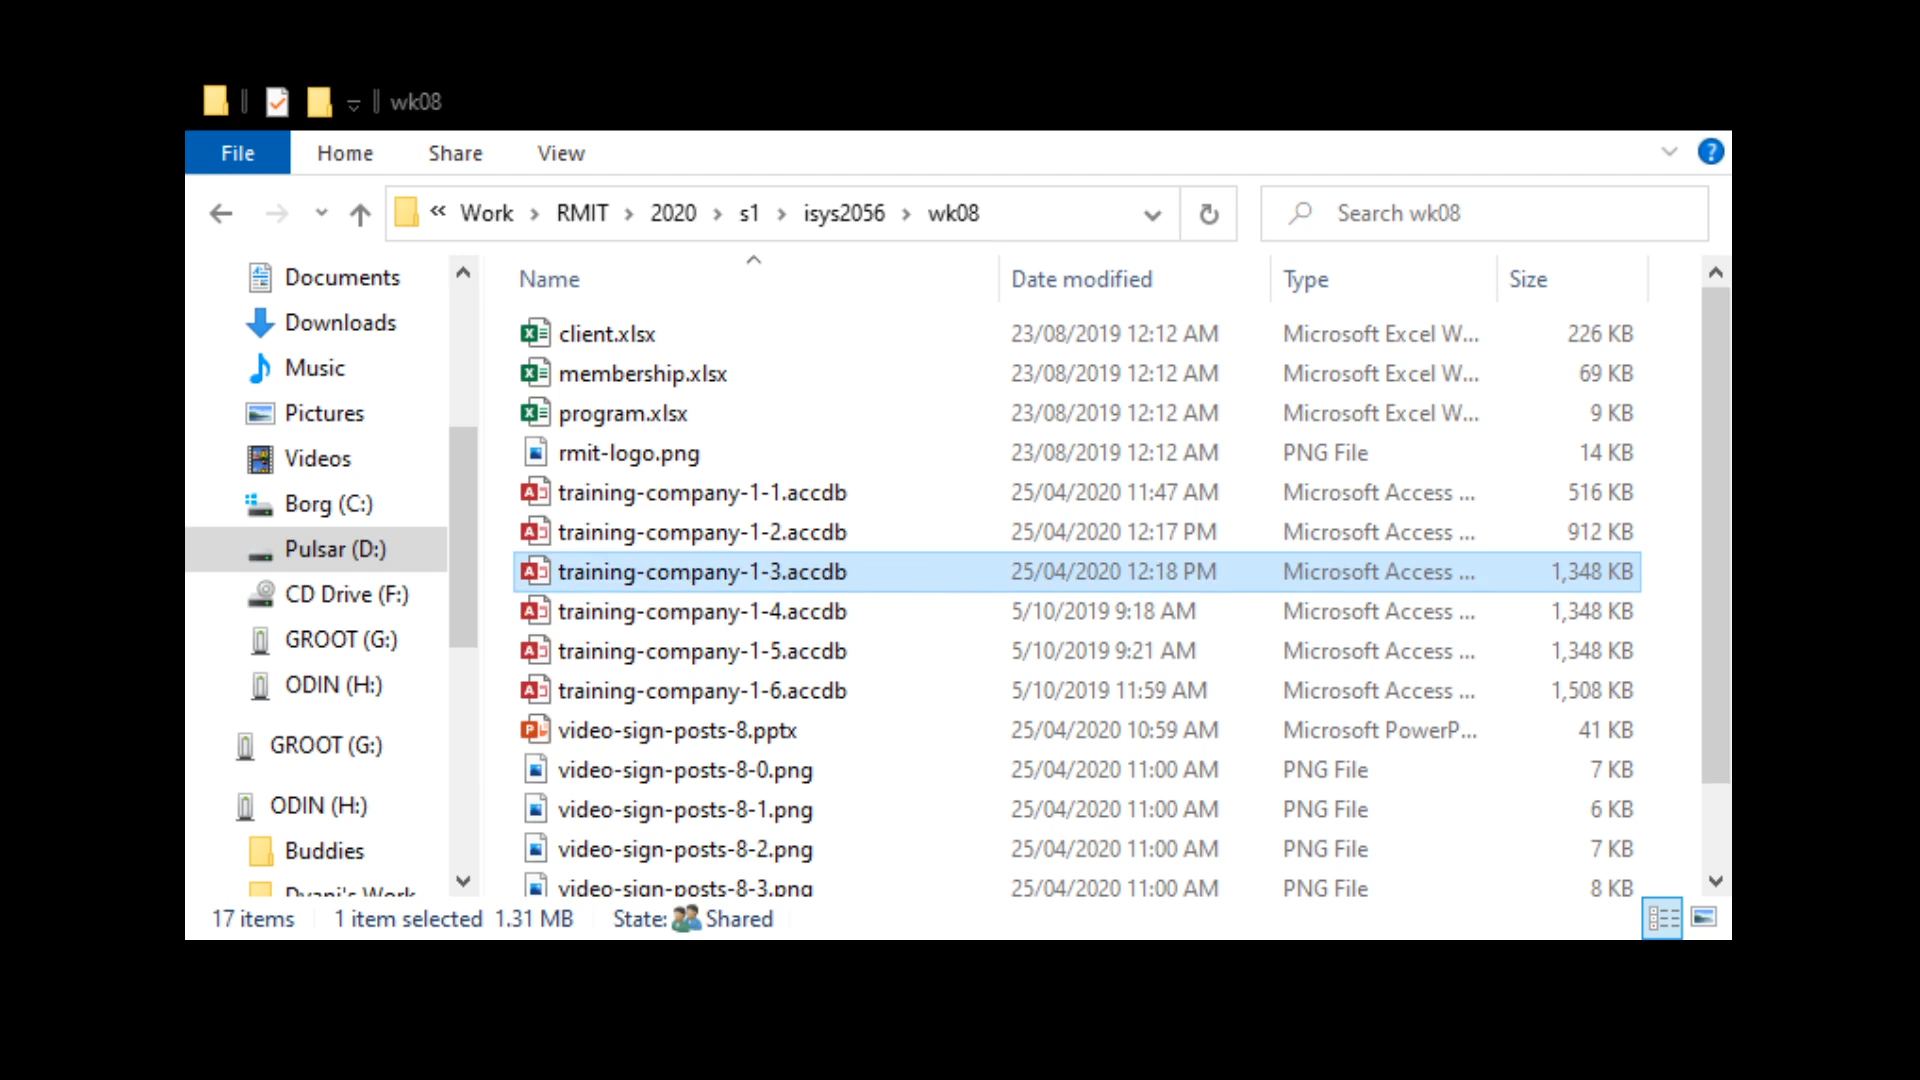 wk08
File Home Share View
« Work › RMIT › 2020 › s1 › isys2056 › wk08 Search wk08
Documents
Downloads
Music
Pictures
Videos
Borg (C:)
Pulsar (D:)
CD Drive (F:)
GROOT (G:)
ODIN (H:)
GROOT (G:)
ODIN (H:)
Buddies
Dyani's Work
Name Date modified Type Size
client.xlsx 23/08/2019 12:12 AM Microsoft Excel W... 226 KB
membership.xlsx 23/08/2019 12:12 AM Microsoft Excel W... 69 KB
program.xlsx 23/08/2019 12:12 AM Microsoft Excel W... 9 KB
rmit-logo.png 23/08/2019 12:12 AM PNG File 14 KB
training-company-1-1.accdb 25/04/2020 11:47 AM Microsoft Access ... 516 KB
training-company-1-2.accdb 25/04/2020 12:17 PM Microsoft Access ... 912 KB
training-company-1-3.accdb 25/04/2020 12:18 PM Microsoft Access ... 1,348 KB
training-company-1-4.accdb 5/10/2019 9:18 AM Microsoft Access ... 1,348 KB
training-company-1-5.accdb 5/10/2019 9:21 AM Microsoft Access ... 1,348 KB
training-company-1-6.accdb 5/10/2019 11:59 AM Microsoft Access ... 1,508 KB
video-sign-posts-8.pptx 25/04/2020 10:59 AM Microsoft PowerP... 41 KB
video-sign-posts-8-0.png 25/04/2020 11:00 AM PNG File 7 KB
video-sign-posts-8-1.png 25/04/2020 11:00 AM PNG File 6 KB
video-sign-posts-8-2.png 25/04/2020 11:00 AM PNG File 7 KB
video-sign-posts-8-3.png 25/04/2020 11:00 AM PNG File 8 KB
17 items 1 item selected 1.31 MB State: Shared